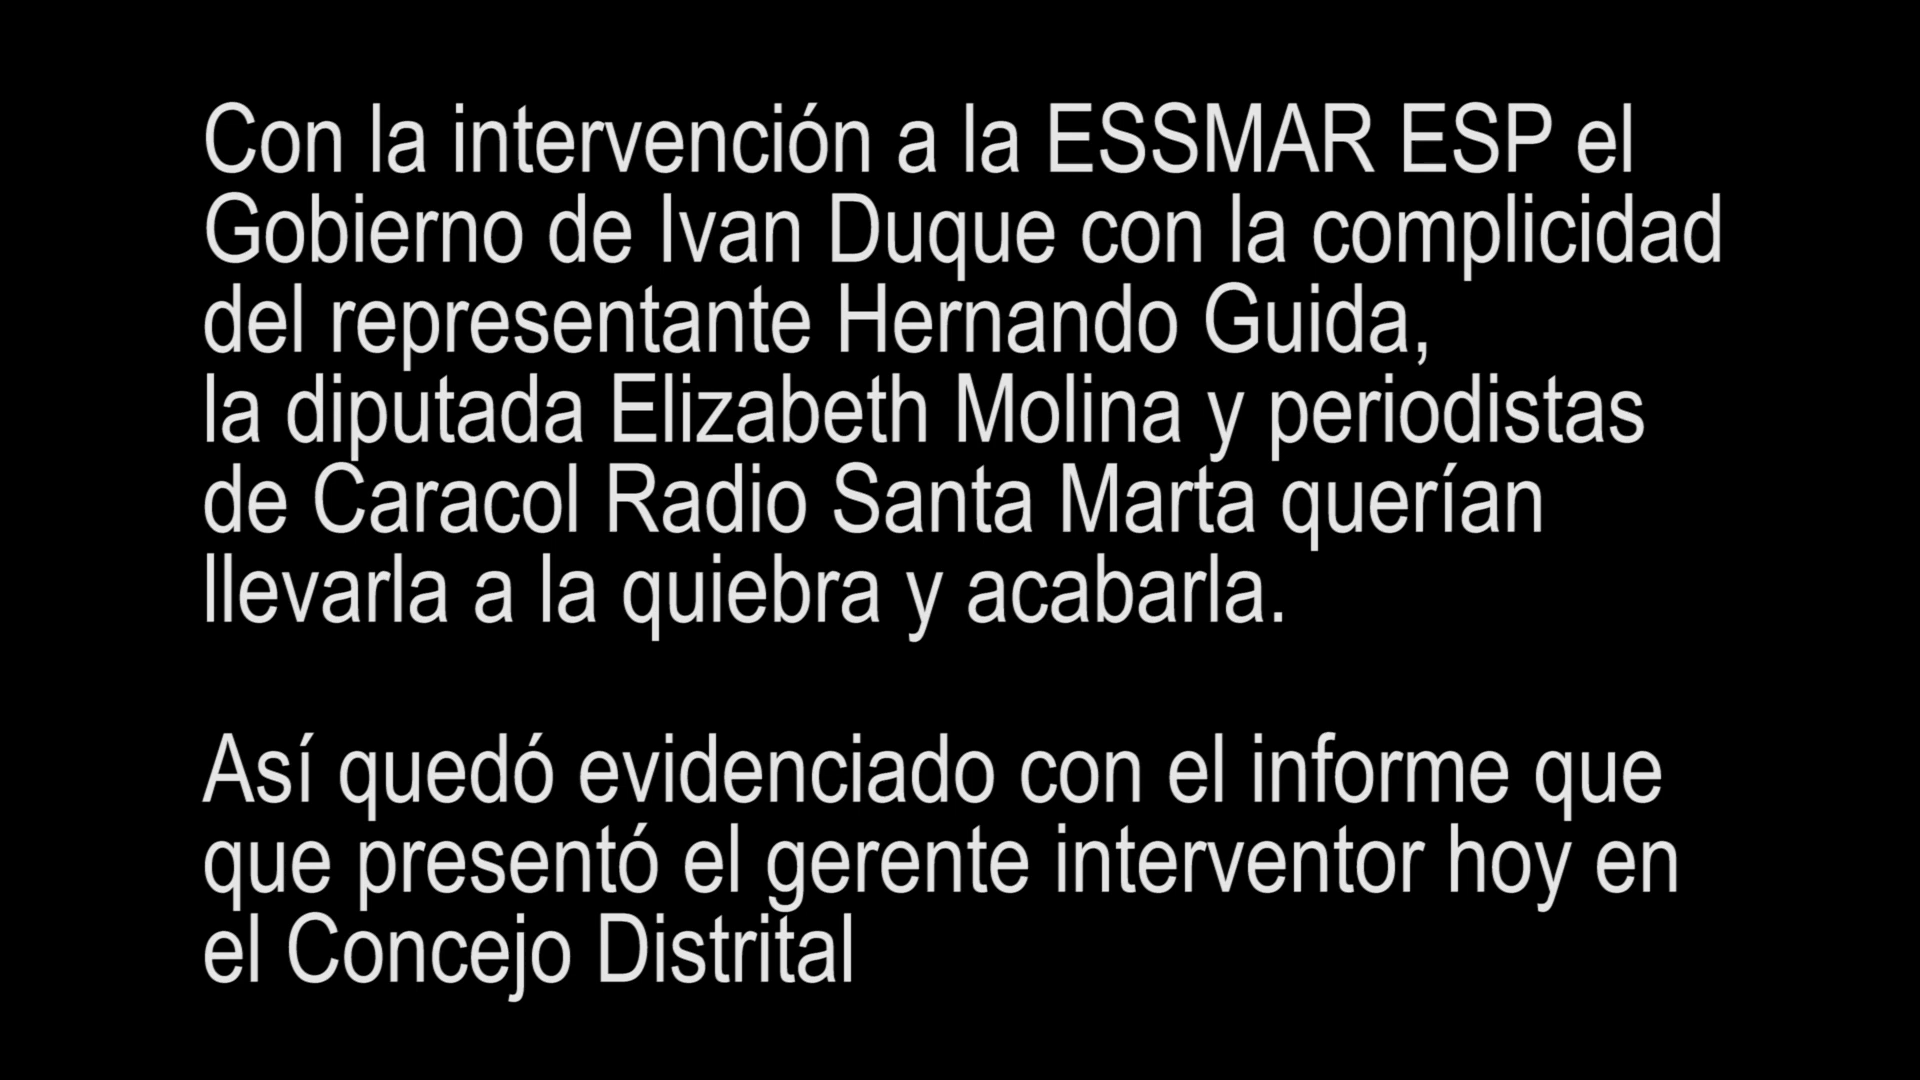 Con la intervención a la ESSMAR ESP el
Gobierno de Ivan Duque con la complicidad
del representante Hernando Guida,
la diputada Elizabeth Molina y periodistas
de Caracol Radio Santa Marta querían
llevarla a la quiebra y acabarla.
Así quedó evidenciado con el informe que
que presentó el gerente interventor hoy en
el Concejo Distrital